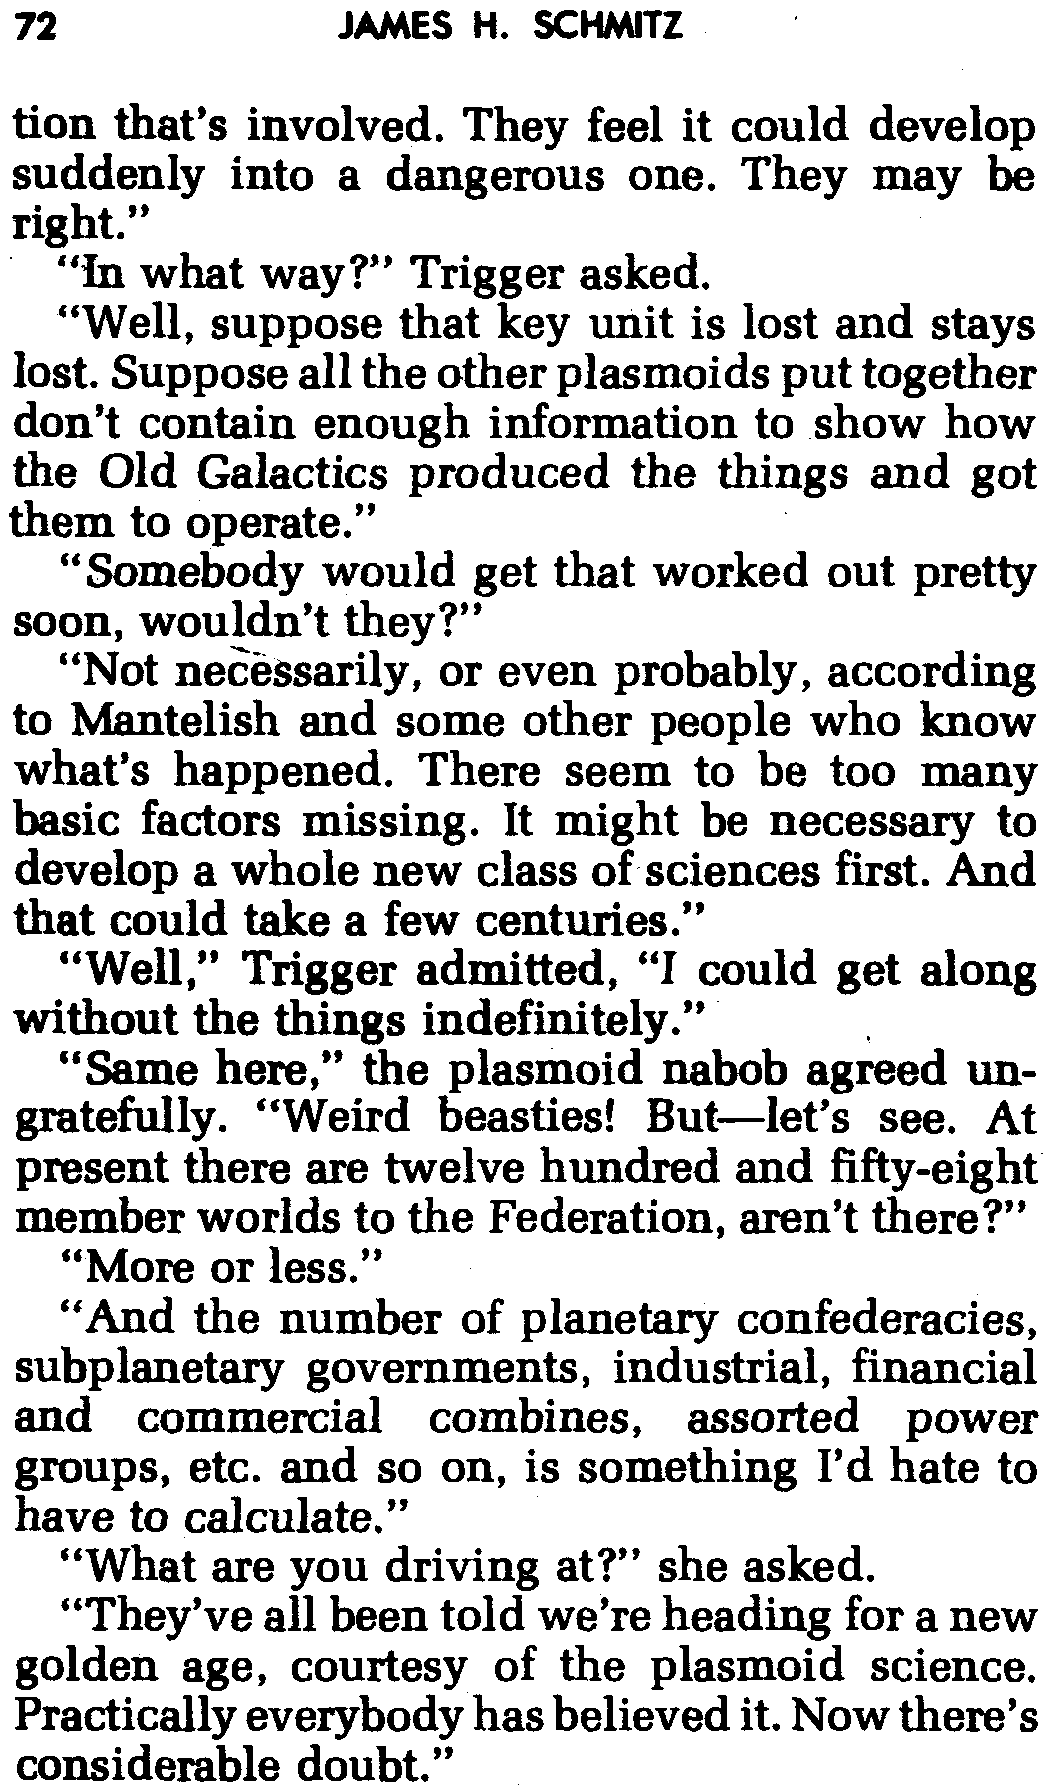 72 JAMES H. SCHMITZ
tion that's involved. They feel it could develop
suddenly into a dangerous one. They may be
right."
"In what way?" Trigger asked.
"Well, suppose that key unit is lost and stays
lost. Suppose all the other plasmoids put together
don't contain enough information to show how
the Old Galactics produced the things and got
them to operate."
"Somebody would get that worked out pretty
soon, wouldn't they?"
"Not necessarily, or even probably, according
to Mantelish and some other people who know
what's happened. There seem to be too many
basic factors missing. It might be necessary to
develop a whole new class of sciences first. And
that could take a few centuries."
"Well," Trigger admitted, "I could get along
without the things indefinitely."
"Same here," the plasmoid nabob agreed un-
gratefully. "Weird beasties! But—let's see. At
present there are twelve hundred and fifty-eight
member worlds to the Federation, aren't there?"
"More or less."
"And the number of planetary confederacies,
subplanetary governments, industrial, financial
and commercial combines, assorted power
groups, etc. and so on, is something I'd hate to
have to calculate."
"What are you driving at?" she asked.
"They've all been told we're heading for a new
golden age, courtesy of the plasmoid science.
Practically everybody has believed it. Now there's
considerable doubt."